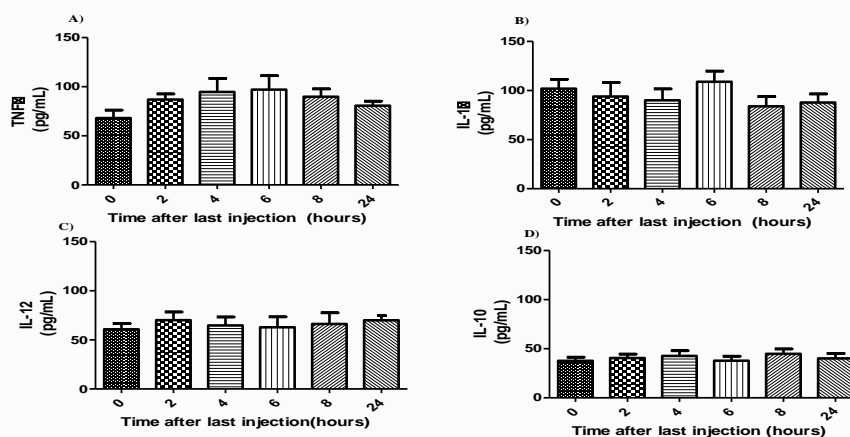 A)
150
100
50
0
TNF
(pg/mL)
0 2 4 6 8 24
Time after last injection (hours)
B)
150
100
50
0
IL-1
(pg/mL)
0 2 4 6 8 24
Time after last injection (hours)
C)
150
100
50
0
IL-12
(pg/mL)
0 2 4 6 8 24
Time after last injection(hours)
D)
150
100
50
0
IL-10
(pg/mL)
0 2 4 6 8 24
Time after last injection (hours)